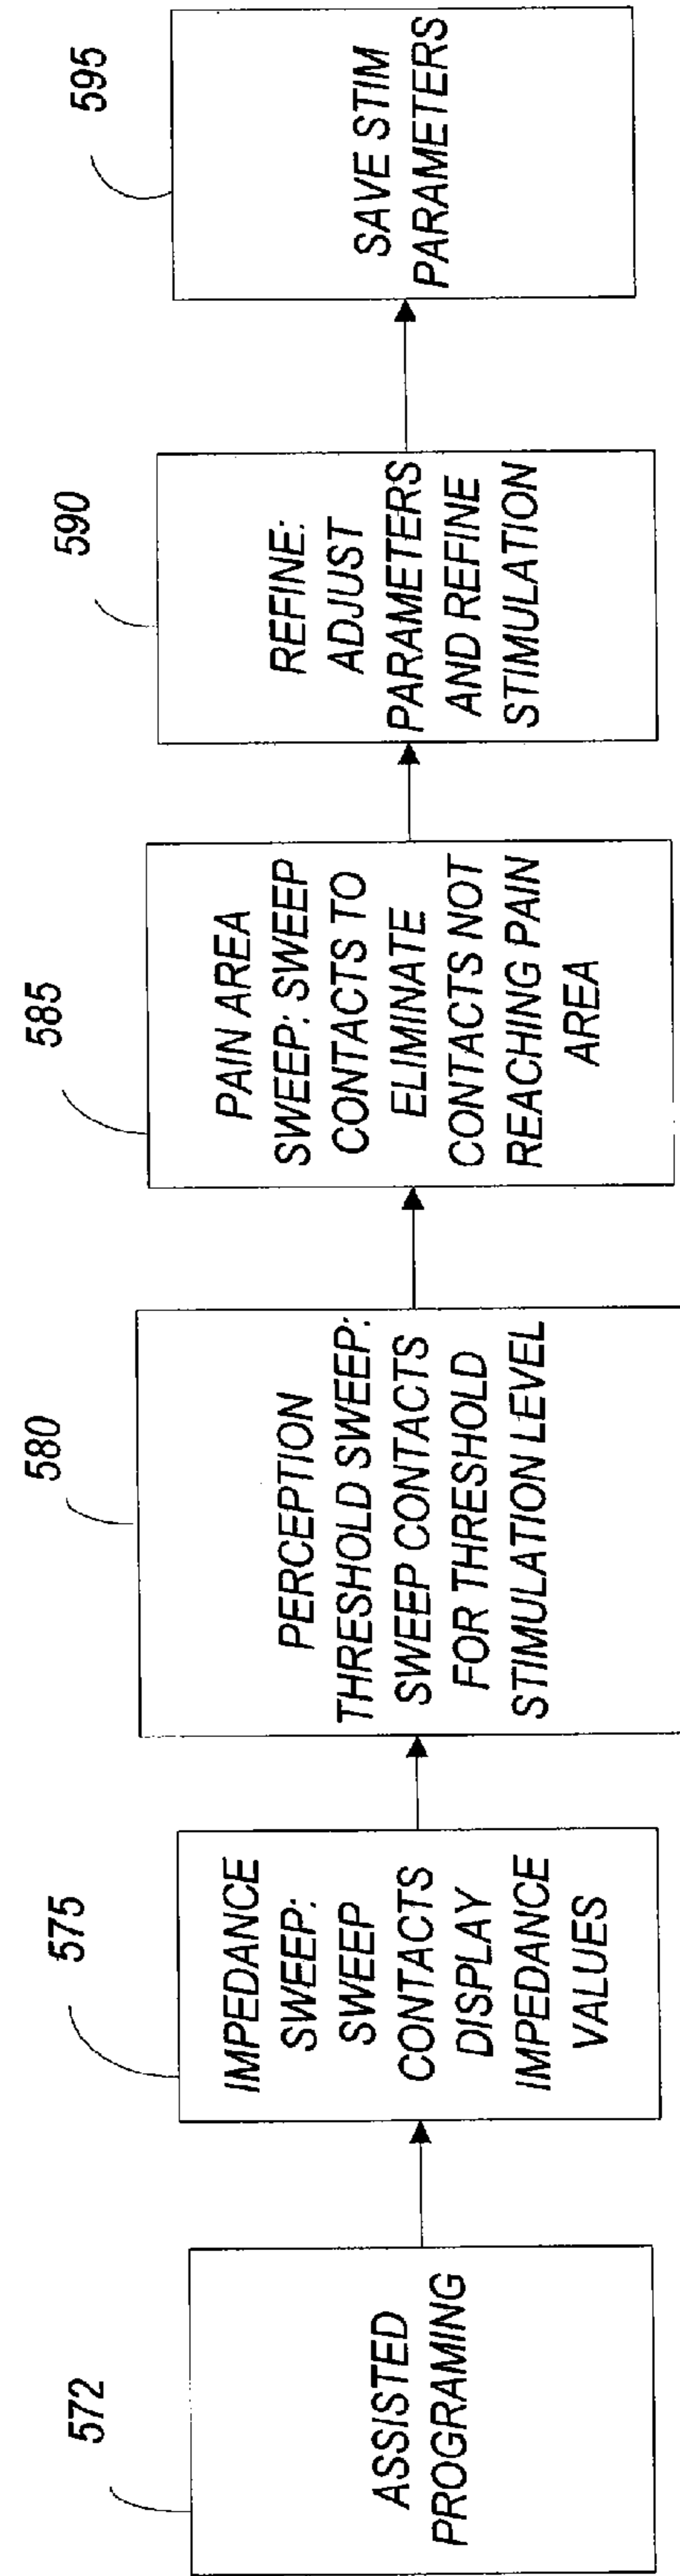 572
ASSISTED
PROGRAMING
575
IMPEDANCE
SWEEP:
SWEEP
CONTACTS
DISPLAY
IMPEDANCE
VALUES
580
PERCEPTION
THRESHOLD SWEEP:
SWEEP CONTACTS
FOR THRESHOLD
STIMULATION LEVEL
585
PAIN AREA
SWEEP: SWEEP
CONTACTS TO
ELIMINATE
CONTACTS NOT
REACHING PAIN
AREA
590
REFINE:
ADJUST
PARAMETERS
AND REFINE
STIMULATION
595
SAVE STIM
PARAMETERS